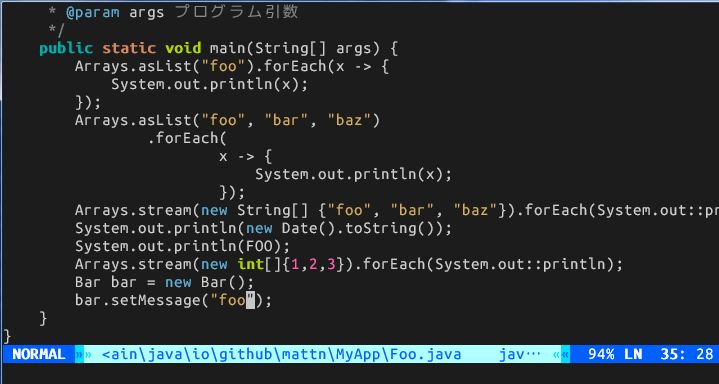 * @param args プログラム引数
*/
public static void main(String[] args) {
Arrays.asList("foo").forEach(x -> {
System.out.println(x);
});
Arrays.asList("foo", "bar", "baz")
.forEach(
x -> {
System.out.println(x);
});
Arrays.stream(new String[] {"foo", "bar", "baz"}).forEach(System.out::pr
System.out.println(new Date().toString());
System.out.println(FOO);
Arrays.stream(new int[]{1,2,3}).forEach(System.out::println);
Bar bar = new Bar();
bar.setMessage("foo");
}
}
NORMAL »» <ain\java\io\github\mattn\MyApp\Foo.java jav… «« 94% LN 35: 28